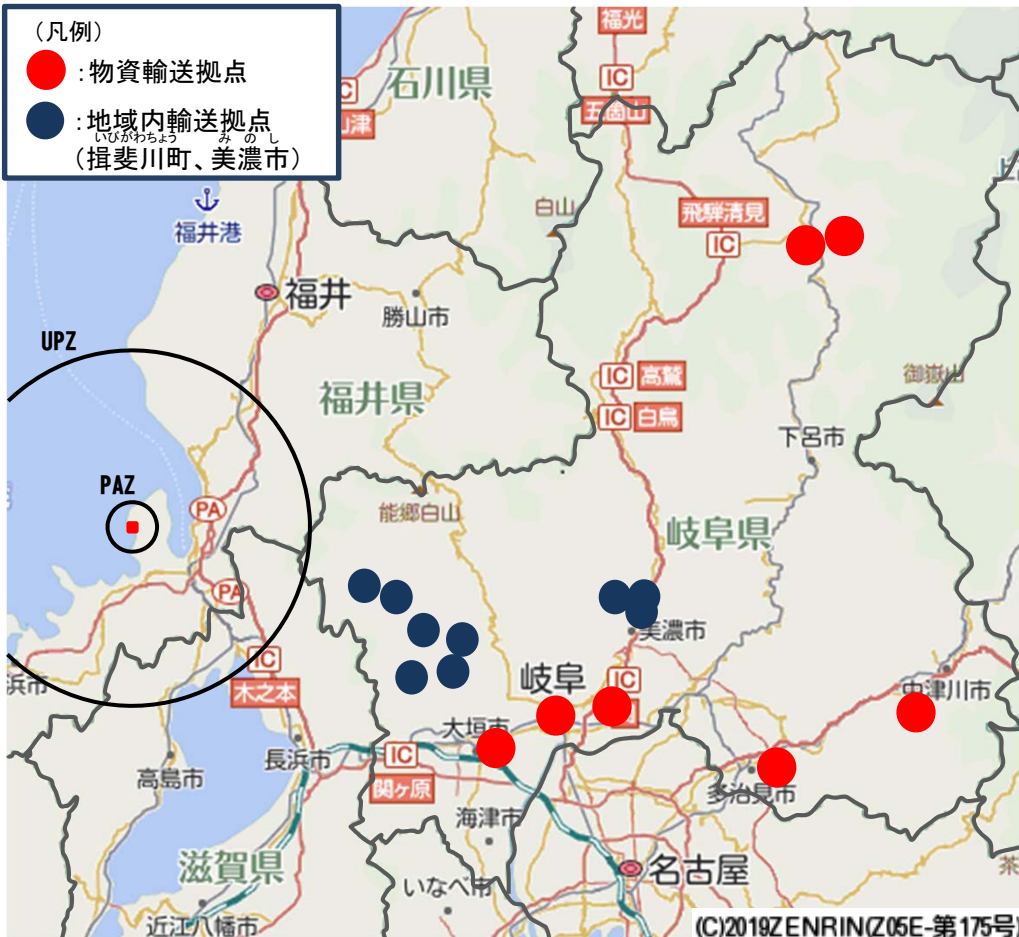 (凡例)
:物資輸送拠点
:地域内輸送拠点
いびがわちょう みのし
(揖斐川町、美濃市)
福光
IC
石川県
五箇山
C
津
上
福井港
白山
飛騨清見
IC
福井
勝山市
UPZ
福井県
IC 高鷲
御嶽山
IC 白鳥
下呂市
PAZ
能郷白山
PA
岐阜県
PA
美濃市
浜市
IC
木之本
岐阜
IC
中津川市
大垣市
長浜市
IC
関ヶ原
高島市
多治見市
海津市
滋賀県
名古屋
いなべ市
茶
近江八幡市
(C)2019ZENRIN(Z05E-第175号)